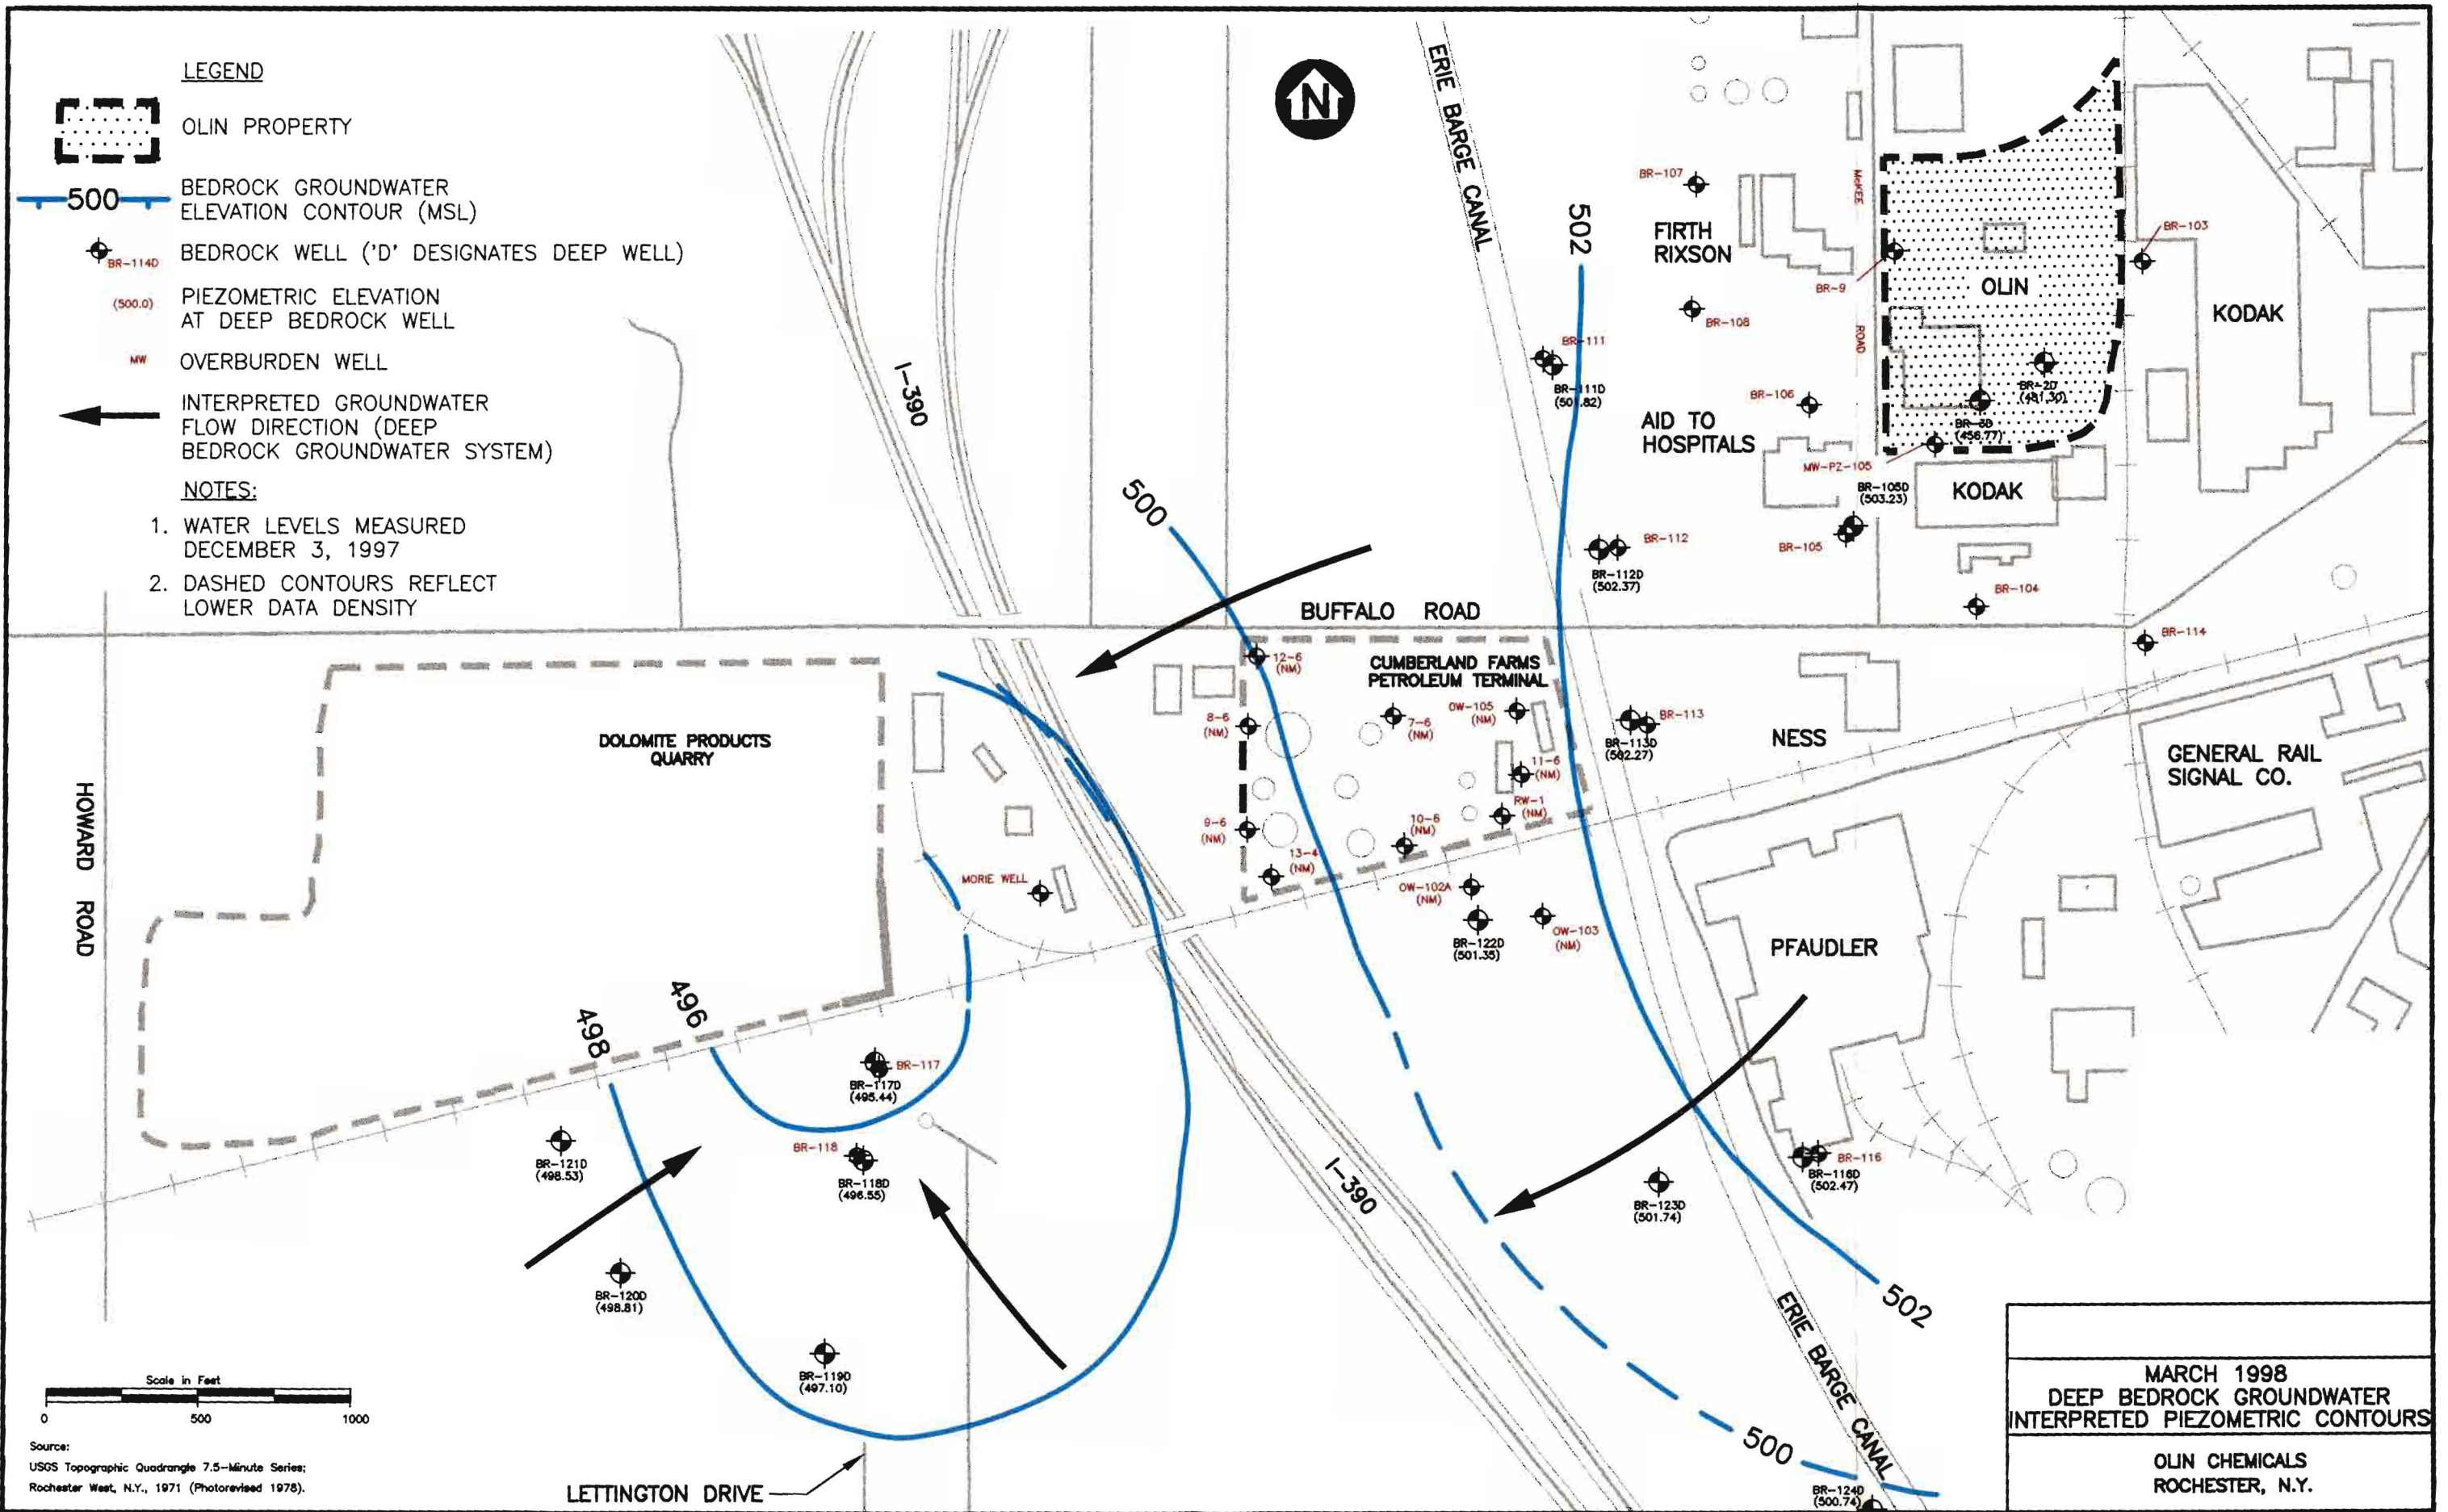 LEGEND
OLIN PROPERTY
500
BEDROCK GROUNDWATER
ELEVATION CONTOUR (MSL)
BR-114D
BEDROCK WELL ('D' DESIGNATES DEEP WELL)
(500.0)
PIEZOMETRIC ELEVATION
AT DEEP BEDROCK WELL
MW
OVERBURDEN WELL
INTERPRETED GROUNDWATER
FLOW DIRECTION (DEEP
BEDROCK GROUNDWATER SYSTEM)
NOTES:
1. WATER LEVELS MEASURED
DECEMBER 3, 1997
2. DASHED CONTOURS REFLECT
LOWER DATA DENSITY
N
I-390
ERIE BARGE CANAL
502
BR-107
FIRTH
RIXSON
McKEE
ROAD
BR-9
BR-103
OLIN
KODAK
BR-108
BR-111
BR-111D
(501.82)
BR-106
AID TO
HOSPITALS
BR-2D
BR-3D
(456.77)
MW-PZ-105
BR-105D
(503.23)
KODAK
BR-105
BR-104
500
BR-112
BR-112D
(502.37)
BUFFALO ROAD
BR-114
12-6
(NM)
CUMBERLAND FARMS
PETROLEUM TERMINAL
8-6
(NM)
7-6
(NM)
OW-105
(NM)
BR-113
BR-113D
(502.27)
NESS
GENERAL RAIL
SIGNAL CO.
11-6
(NM)
RW-1
(NM)
9-6
(NM)
10-6
(NM)
13-4
(NM)
OW-102A
(NM)
OW-103
(NM)
BR-122D
(501.35)
PFAUDLER
DOLOMITE PRODUCTS
QUARRY
HOWARD ROAD
MORIE WELL
498
496
BR-117
BR-117D
(495.44)
BR-118
BR-118D
(496.55)
BR-121D
(498.53)
BR-120D
(498.81)
BR-119D
(497.10)
I-390
BR-116
BR-116D
(502.47)
BR-123D
(501.74)
502
ERIE BARGE CANAL
500
BR-124D
(500.74)
LETTINGTON DRIVE
Scale in Feet
0 500 1000
Source:
USGS Topographic Quadrangle 7.5-Minute Series;
Rochester West, N.Y., 1971 (Photorevised 1978).
MARCH 1998
DEEP BEDROCK GROUNDWATER
INTERPRETED PIEZOMETRIC CONTOURS
OLIN CHEMICALS
ROCHESTER, N.Y.